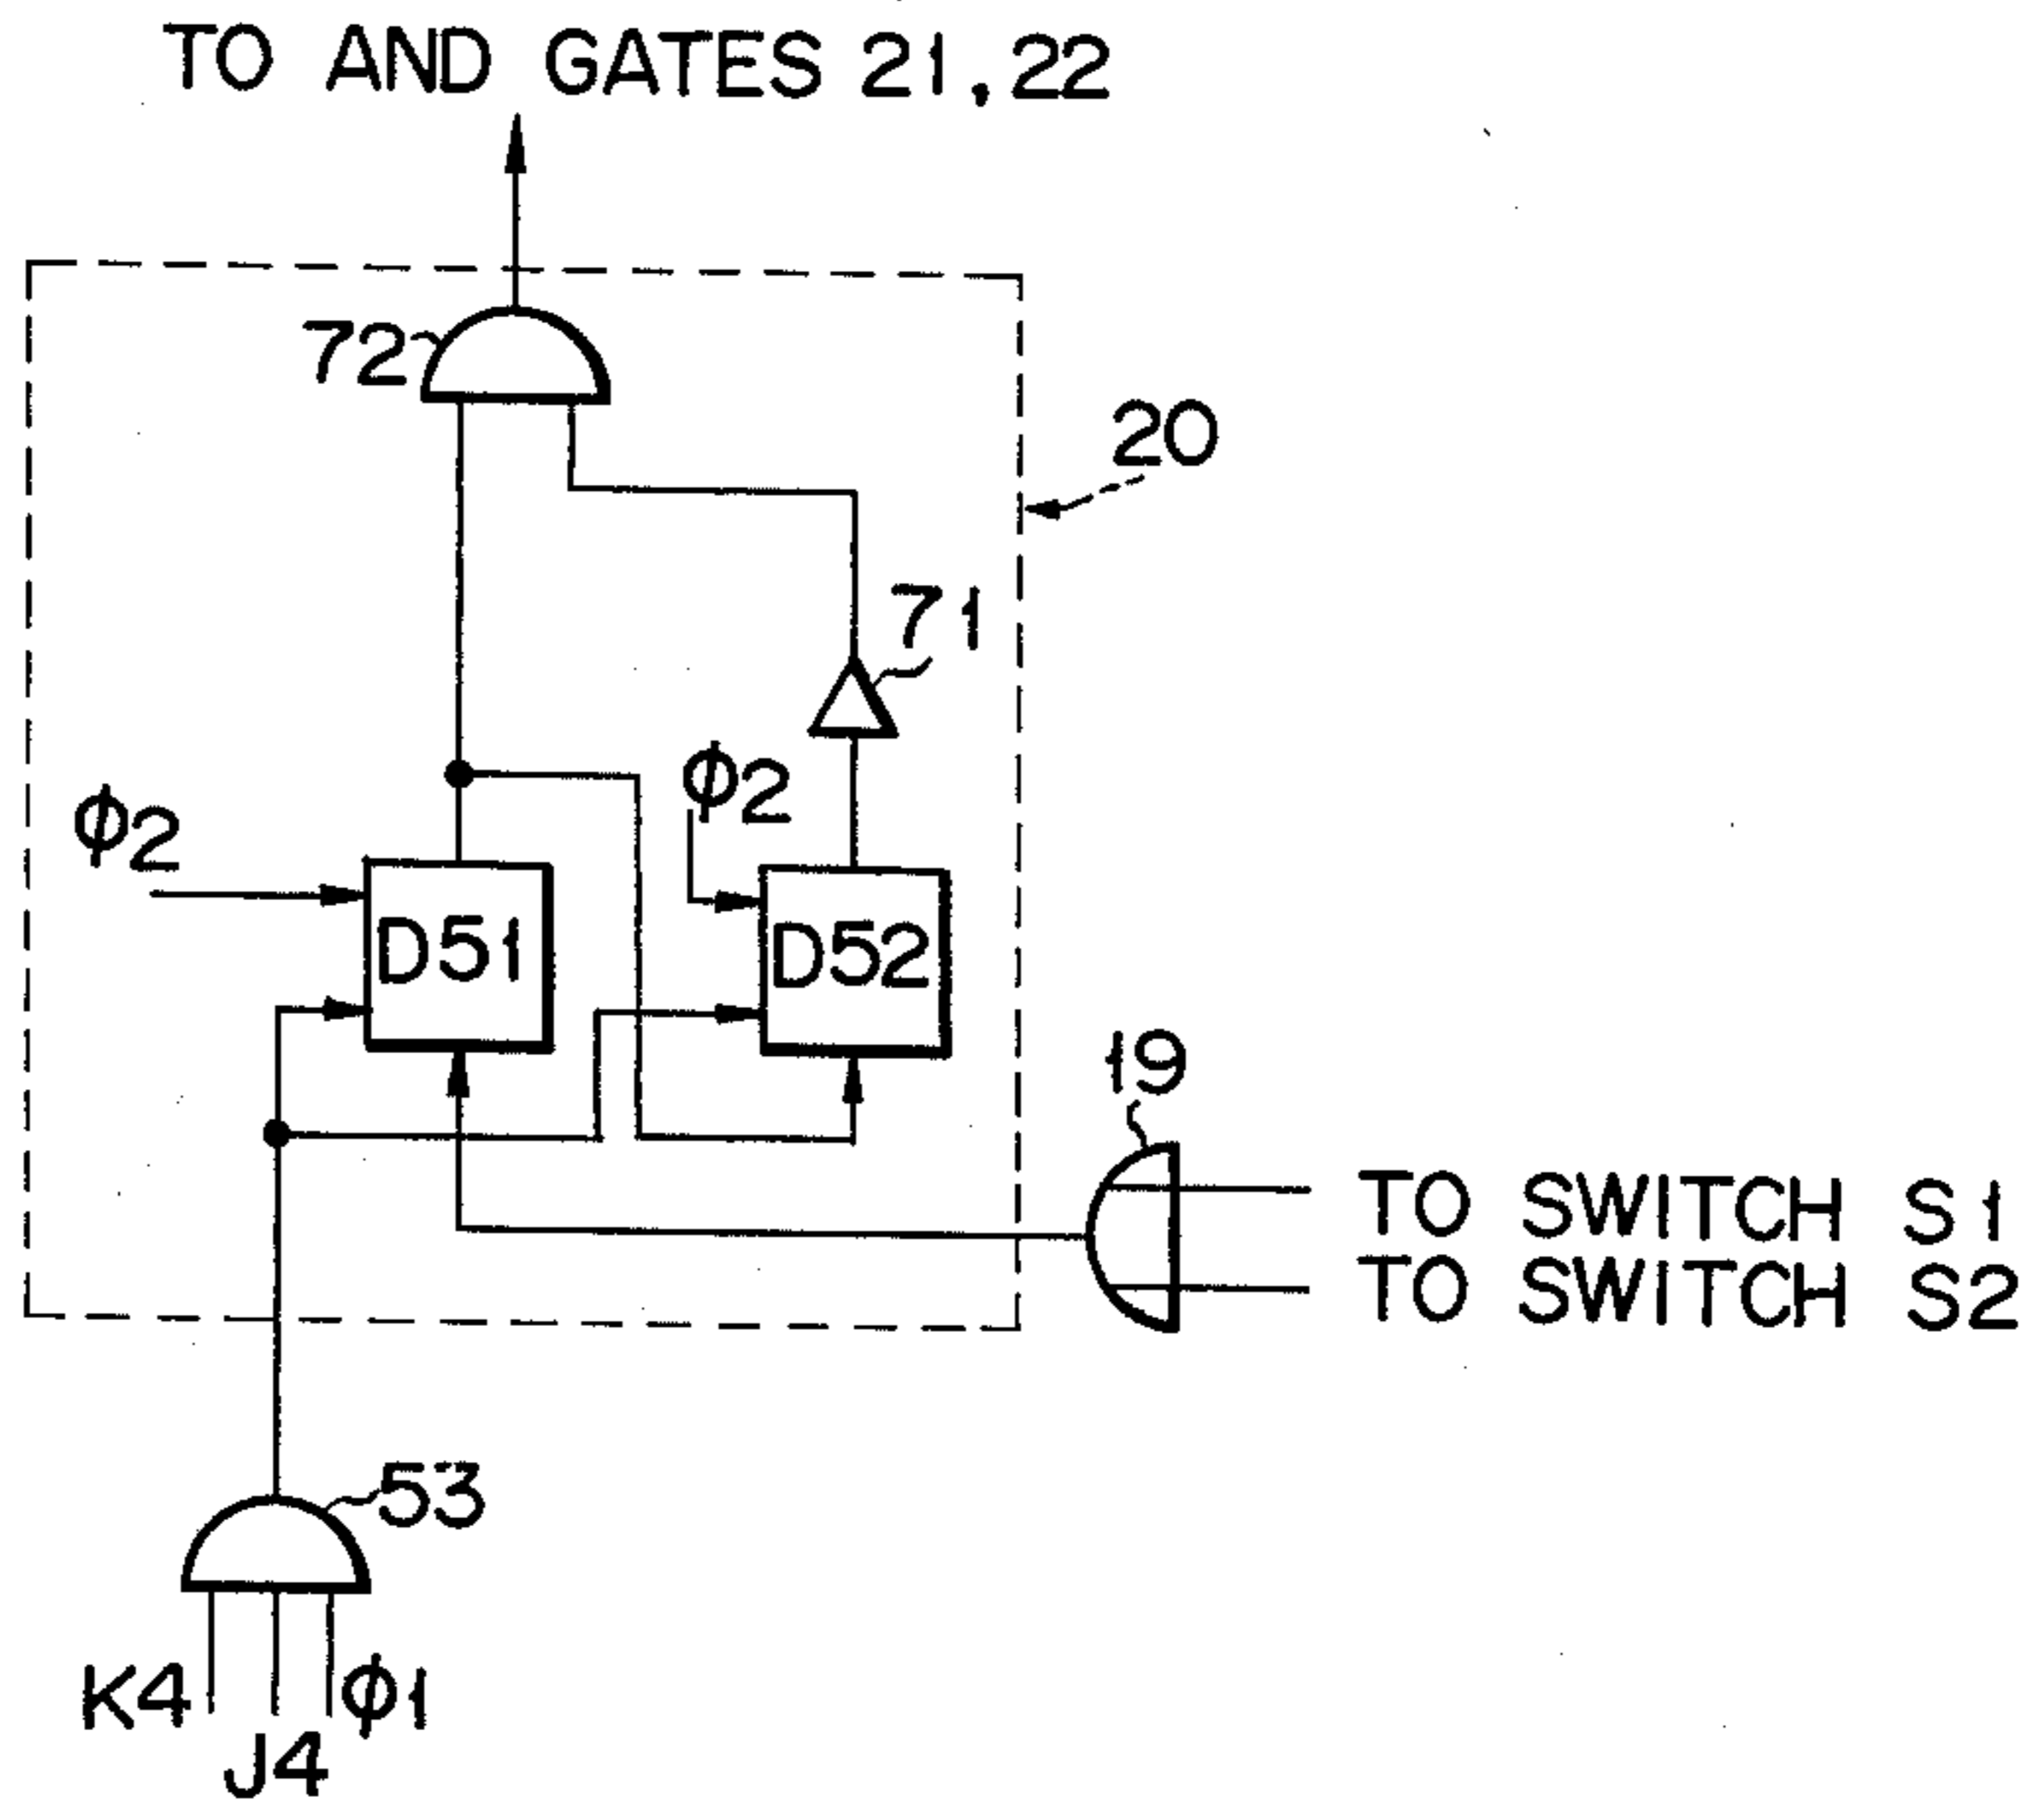 TO AND GATES 21,22
72
20
71
ϕ2
ϕ2
D51
D52
19
TO SWITCH S1
TO SWITCH S2
53
K4
ϕ1
J4